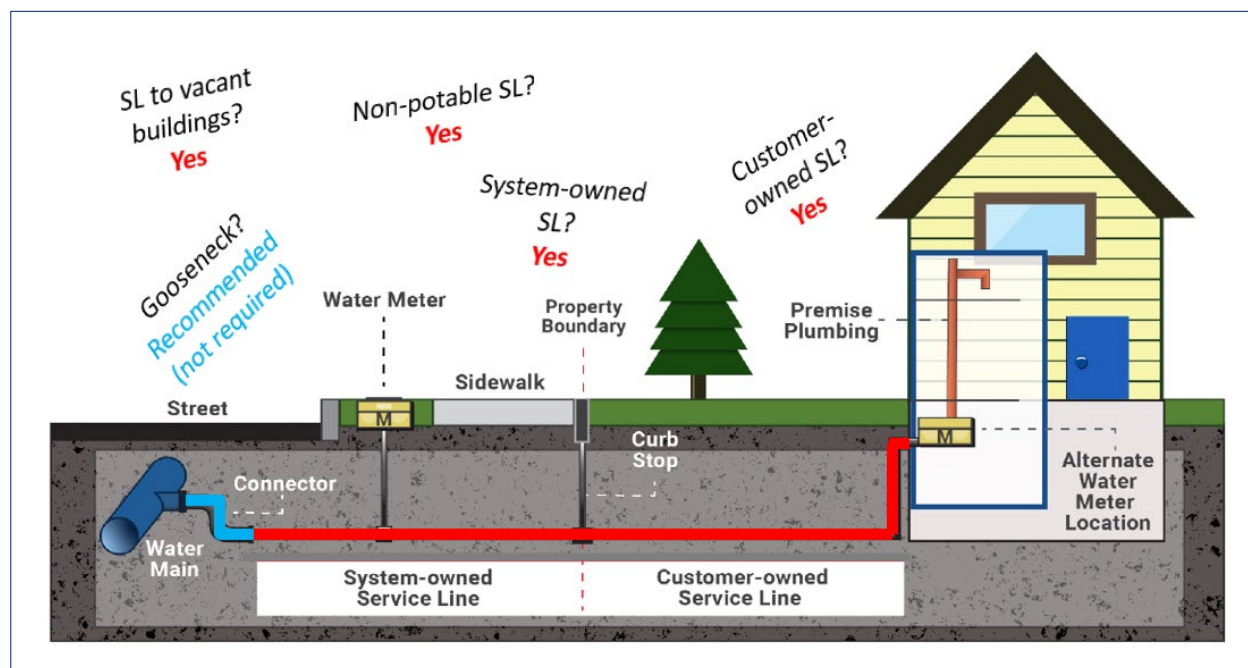 SL to vacant
buildings?
Yes
Non-potable SL?
Yes
System-owned
SL?
Yes
Customer-
owned SL?
Yes
Gooseneck?
Recommended
(not required)
Water Meter
Property
Boundary
Premise
Plumbing
Street
Sidewalk
M
Curb
Stop
M
Connector
Alternate
Water
Meter
Location
Water
Main
System-owned
Service Line
Customer-owned
Service Line